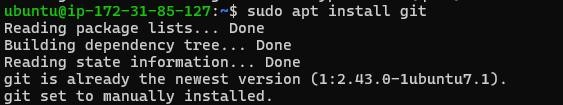 ubuntu@ip-172-31-85-127:~$ sudo apt install git
Reading package lists... Done
Building dependency tree... Done
Reading state information... Done
git is already the newest version (1:2.43.0-1ubuntu7.1).
git set to manually installed.